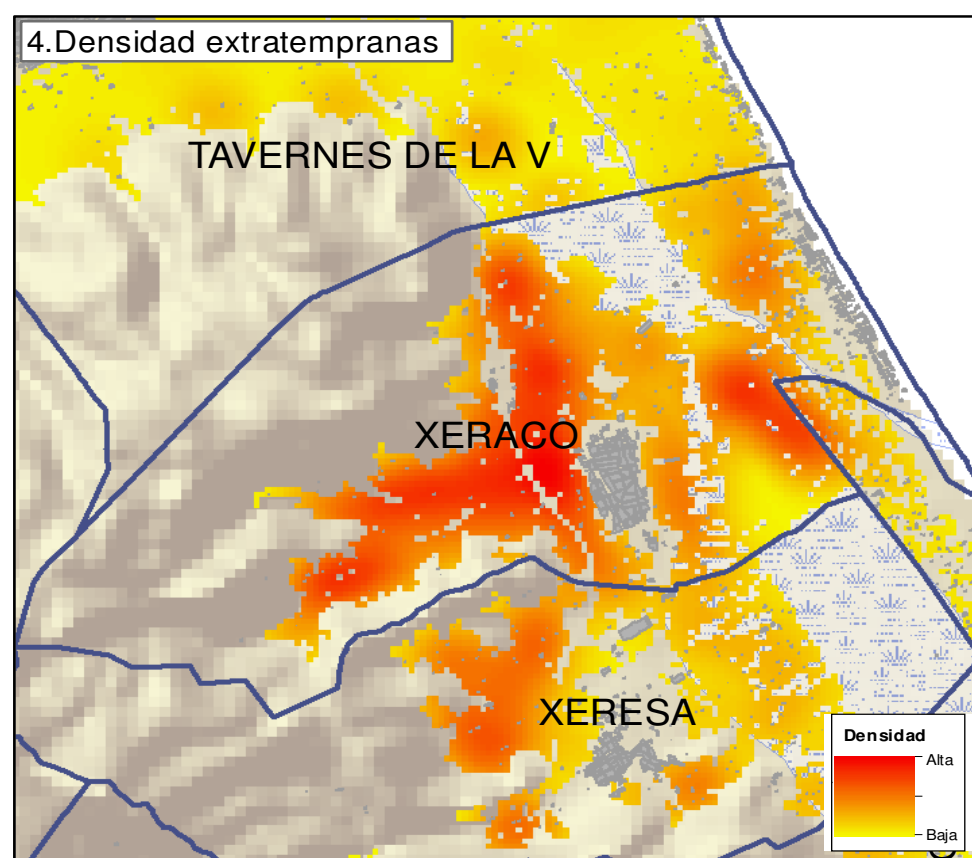 4.Densidad extratempranas
TAVERNES DE LA V
XERACO
XERESA
Densidad
Alta
Baja